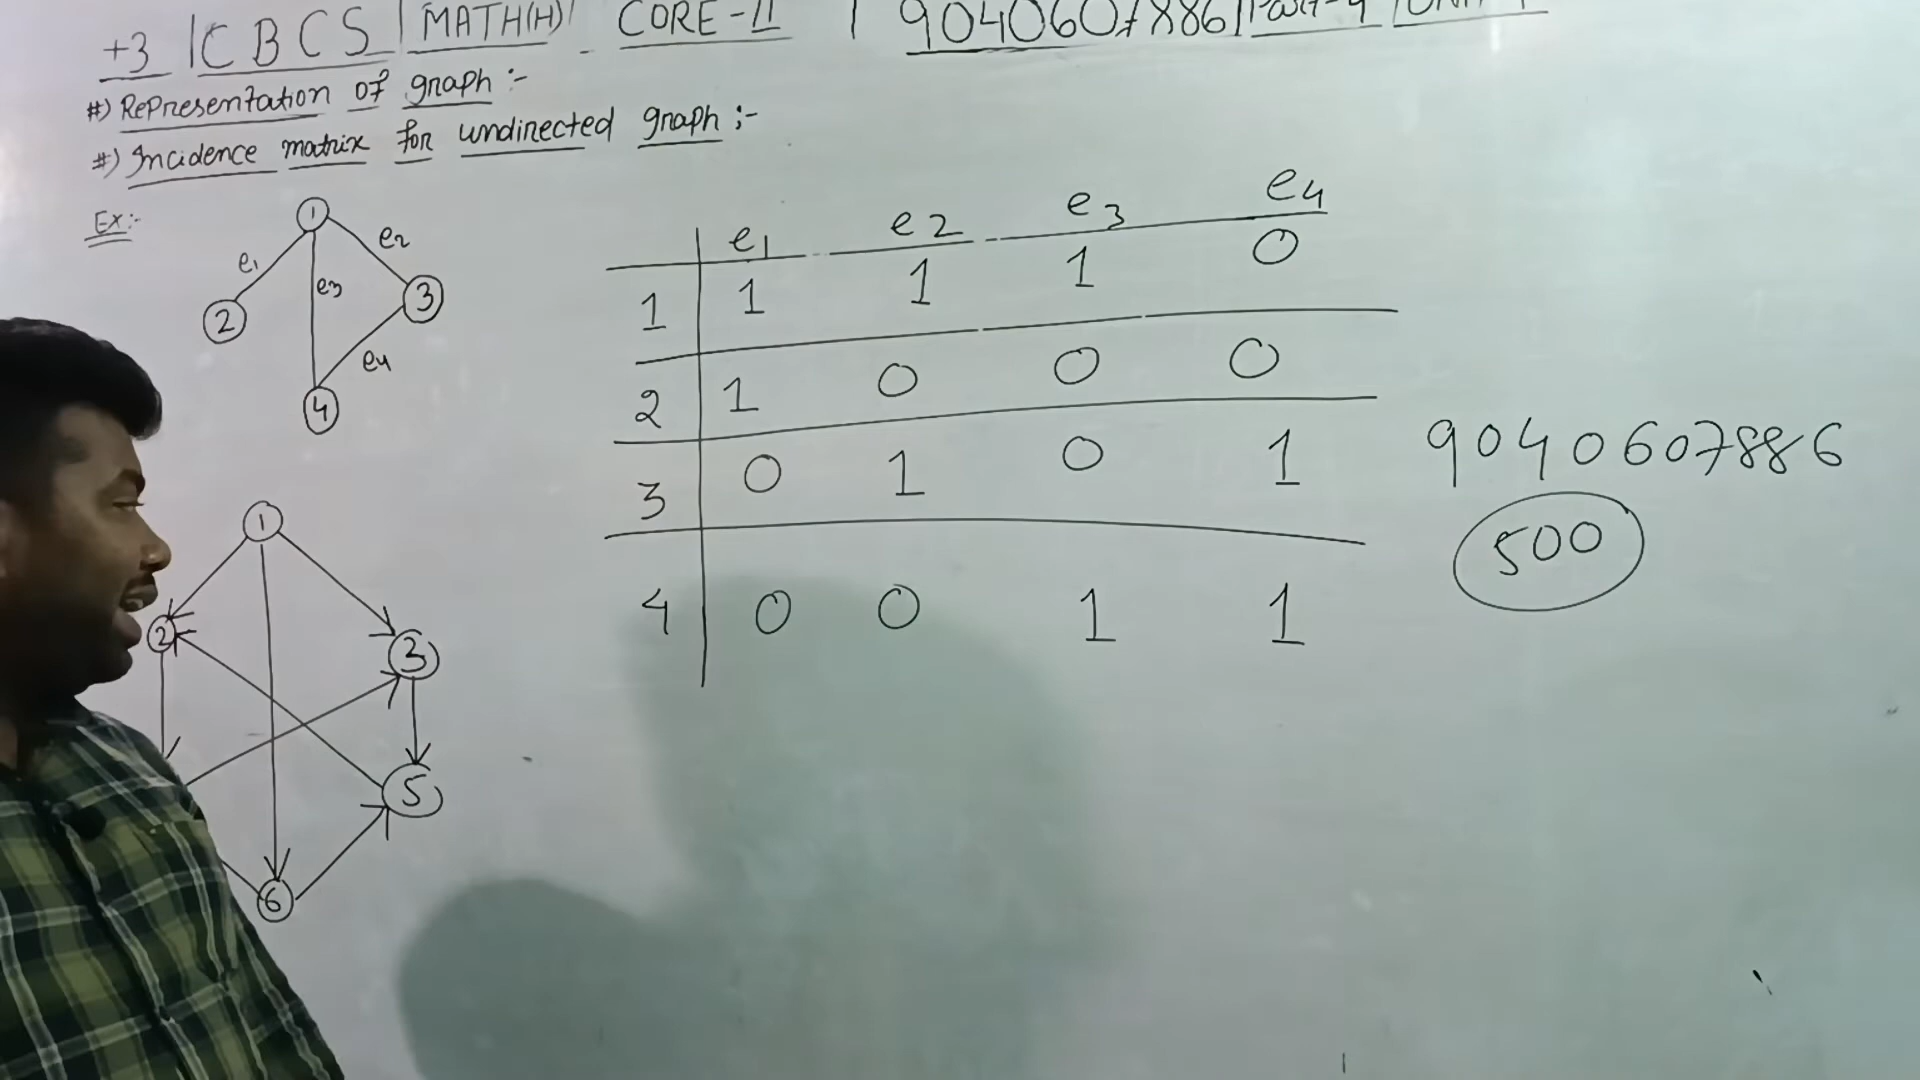 +3 | CBCS | MATH(H) | CORE-II | 9040607886 | Part-4 |
#) Representation of graph :-
#) Incidence matrix for undirected graph :-
Ex:-
1
e1 e2
e3
2 3
e4
4
e1 e2 e3 e4
1 1 1 1 0
2 1 0 0 0
3 0 1 0 1
4 0 0 1 1
9040607886
500
1
2
3
5
6